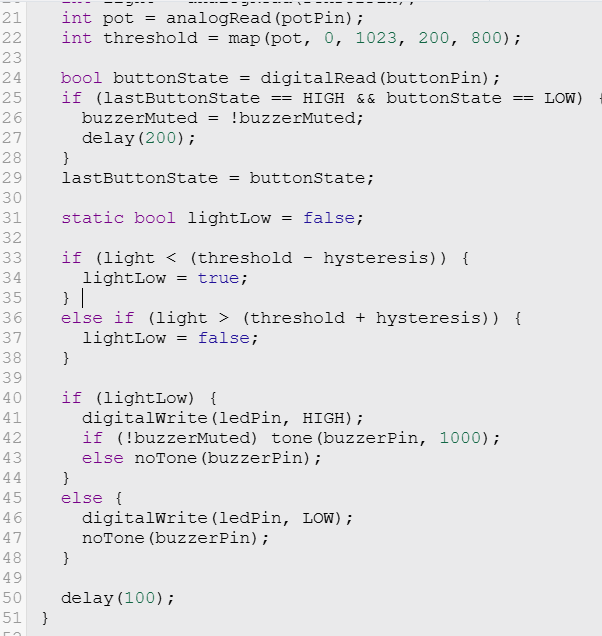 21 int pot = analogRead(potPin);
22 int threshold = map(pot, 0, 1023, 200, 800);
23
24 bool buttonState = digitalRead(buttonPin);
25 if (lastButtonState == HIGH && buttonState == LOW) {
26 buzzerMuted = !buzzerMuted;
27 delay(200);
28 }
29 lastButtonState = buttonState;
30
31 static bool lightLow = false;
32
33 if (light < (threshold - hysteresis)) {
34 lightLow = true;
35 }
36 else if (light > (threshold + hysteresis)) {
37 lightLow = false;
38 }
39
40 if (lightLow) {
41 digitalWrite(ledPin, HIGH);
42 if (!buzzerMuted) tone(buzzerPin, 1000);
43 else noTone(buzzerPin);
44 }
45 else {
46 digitalWrite(ledPin, LOW);
47 noTone(buzzerPin);
48 }
49
50 delay(100);
51 }